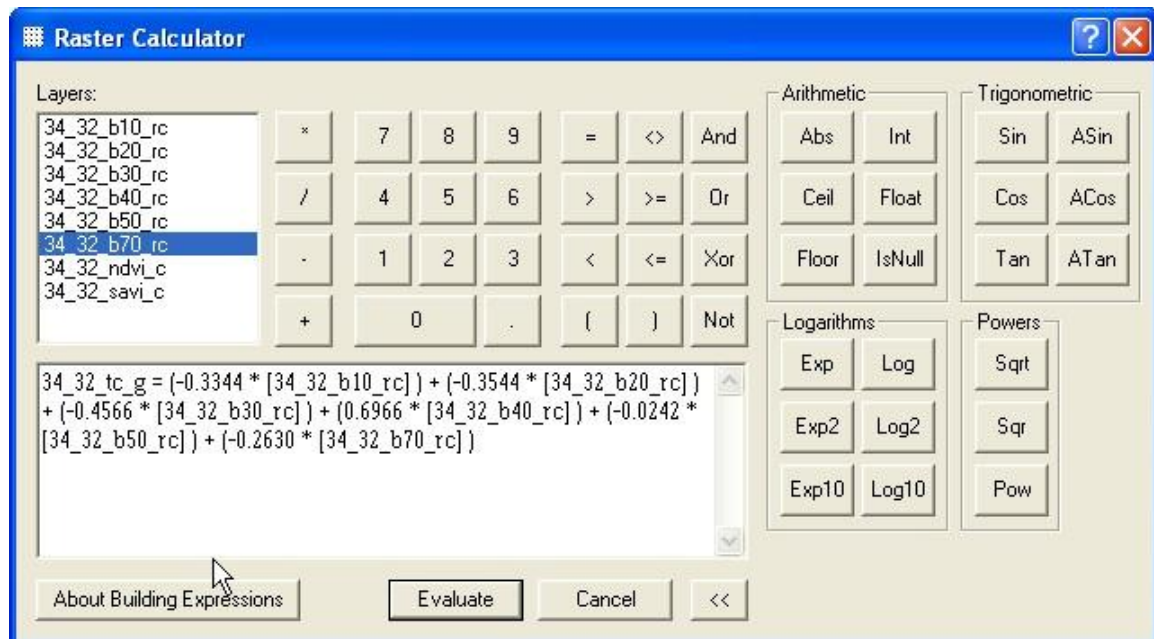 Raster Calculator
Layers:
34_32_b10_rc
34_32_b20_rc
34_32_b30_rc
34_32_b40_rc
34_32_b50_rc
34_32_b70_rc
34_32_ndvi_c
34_32_savi_c
* 7 8 9 = <> And
/ 4 5 6 > >= Or
- 1 2 3 < <= Xor
+ 0 . ( ) Not
Arithmetic
Abs Int
Ceil Float
Floor IsNull
Trigonometric
Sin ASin
Cos ACos
Tan ATan
Logarithms
Exp Log
Exp2 Log2
Exp10 Log10
Powers
Sqrt
Sqr
Pow
34_32_tc_g = (-0.3344 * [34_32_b10_rc] ) + (-0.3544 * [34_32_b20_rc] )
+ (-0.4566 * [34_32_b30_rc] ) + (0.6966 * [34_32_b40_rc] ) + (-0.0242 *
[34_32_b50_rc] ) + (-0.2630 * [34_32_b70_rc] )
About Building Expressions Evaluate Cancel <<